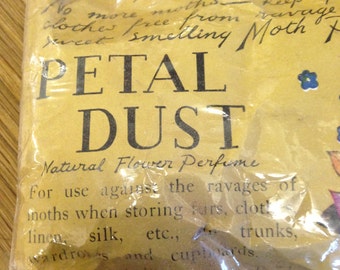 No more moths - keep
clothes free from ravage
sweet smelling Moth
PETAL
DUST
Natural Flower Perfume
For use against the ravages of
moths when storing furs, cloth
linen, silk, etc., in trunks,
wardrobes and cupboards.